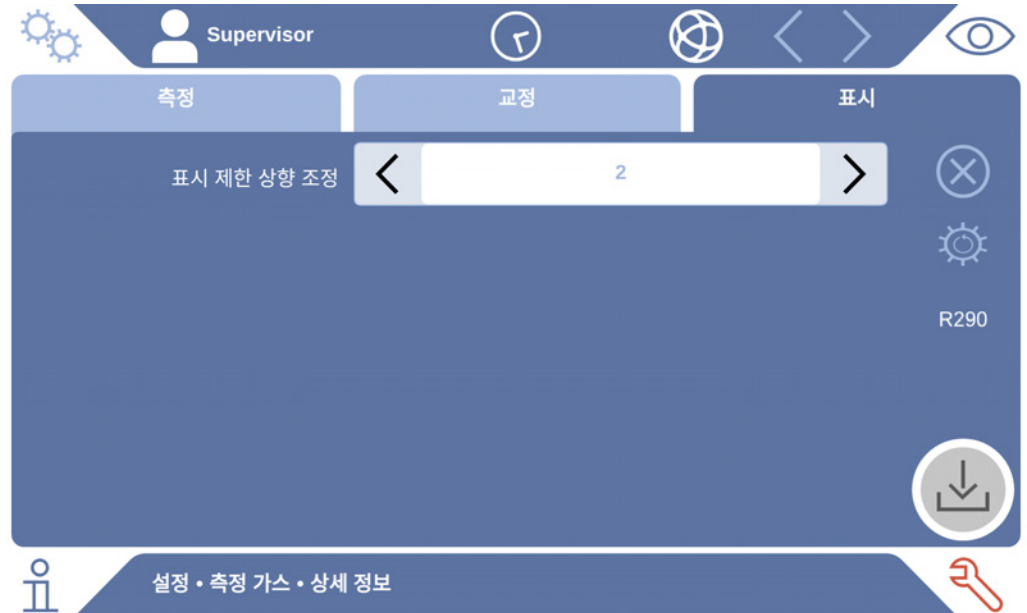 Supervisor
측정
교정
표시
표시 제한 상향 조정
2
R290
설정 • 측정 가스 • 상세 정보